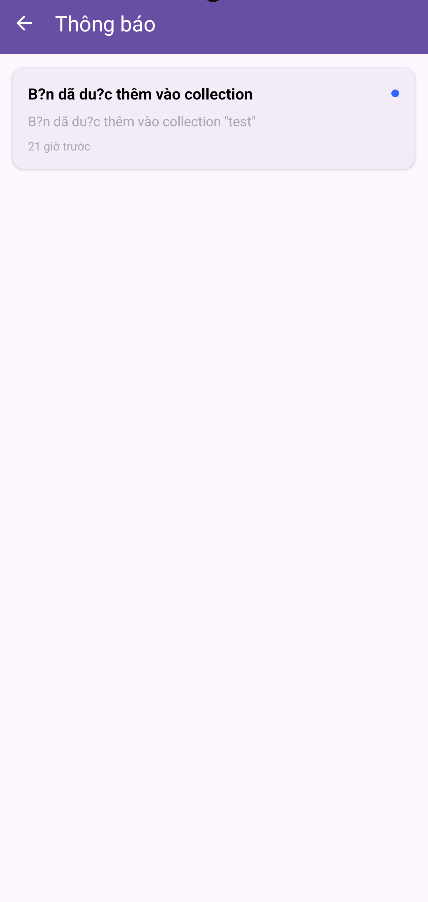 Thông báo
B?n dã du?c thêm vào collection
B?n dã du?c thêm vào collection "test"
21 giờ trước